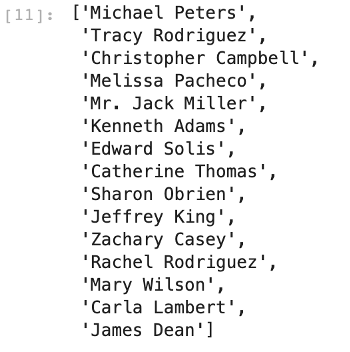 [11]: ['Michael Peters',
'Tracy Rodriguez',
'Christopher Campbell',
'Melissa Pacheco',
'Mr. Jack Miller',
'Kenneth Adams',
'Edward Solis',
'Catherine Thomas',
'Sharon Obrien',
'Jeffrey King',
'Zachary Casey',
'Rachel Rodriguez',
'Mary Wilson',
'Carla Lambert',
'James Dean']